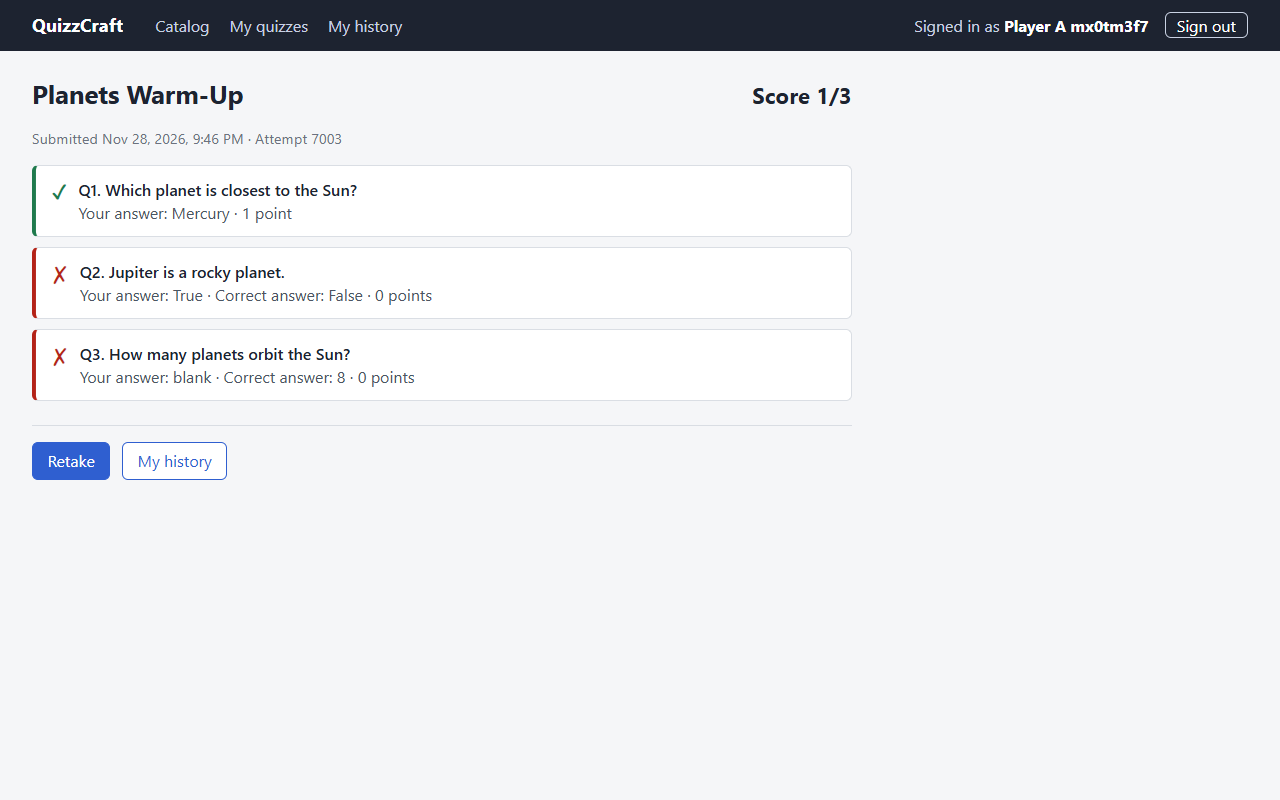 QuizzCraft Catalog My quizzes My history Signed in as Player A mx0tm3f7 Sign out
Planets Warm-Up Score 1/3
Submitted Nov 28, 2026, 9:46 PM · Attempt 7003
✓ Q1. Which planet is closest to the Sun?
Your answer: Mercury · 1 point
✗ Q2. Jupiter is a rocky planet.
Your answer: True · Correct answer: False · 0 points
✗ Q3. How many planets orbit the Sun?
Your answer: blank · Correct answer: 8 · 0 points
Retake My history